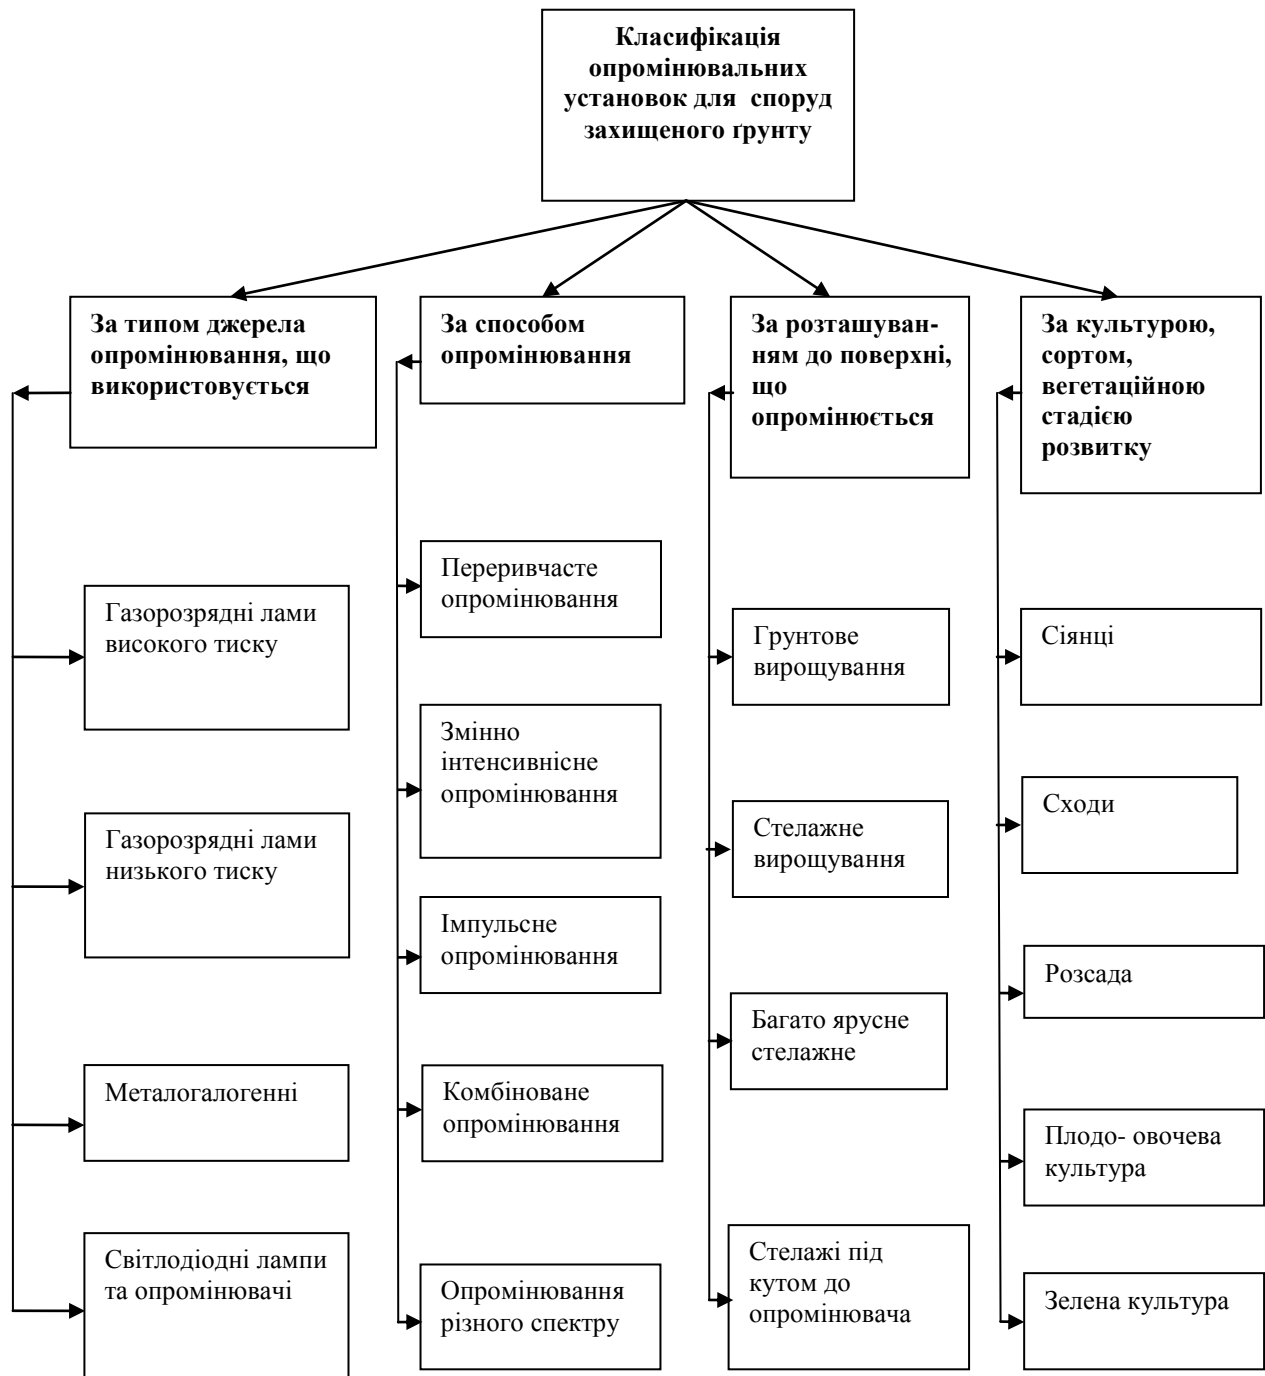 Класифікація
опромінювальних
установок для споруд
захищеного ґрунту
За типом джерела
опромінювання, що
використовується
За способом
опромінювання
За розташуван-
ням до поверхні,
що
опромінюється
За культурою,
сортом,
вегетаційною
стадією
розвитку
Газорозрядні лами
високого тиску
Газорозрядні лами
низького тиску
Металогалогенні
Світлодіодні лампи
та опромінювачі
Переривчасте
опромінювання
Змінно
інтенсивнісне
опромінювання
Імпульсне
опромінювання
Комбіноване
опромінювання
Опромінювання
різного спектру
Грунтове
вирощування
Стелажне
вирощування
Багато ярусне
стелажне
Стелажі під
кутом до
опромінювача
Сіянці
Сходи
Розсада
Плодо- овочева
культура
Зелена культура